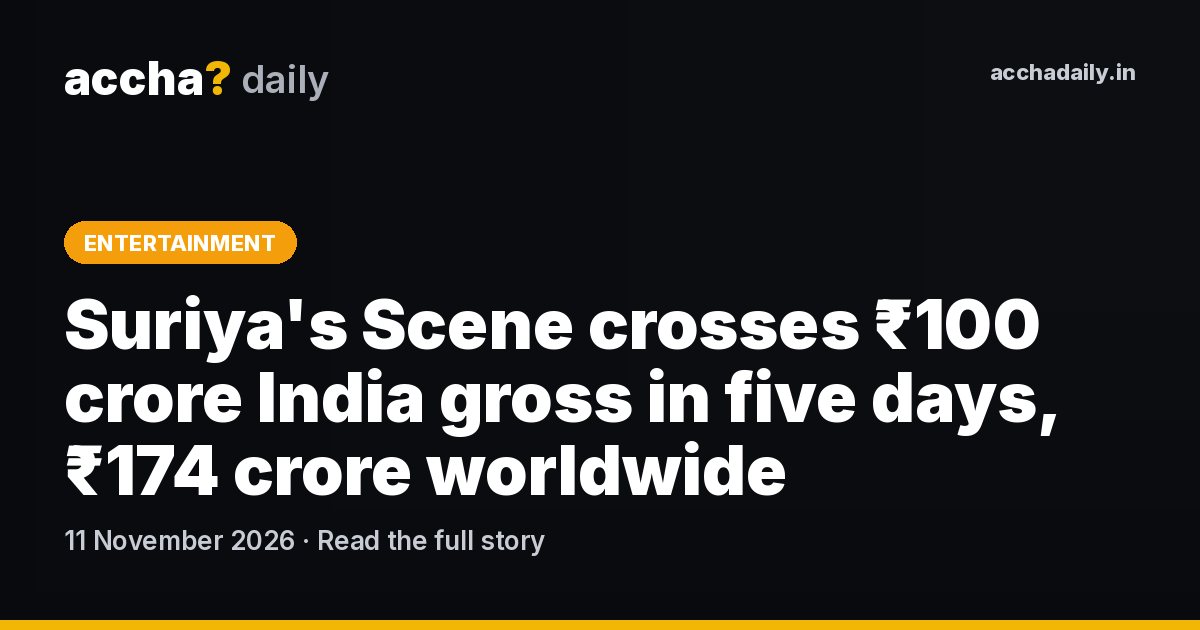 accha? daily
acchadaily.in
ENTERTAINMENT
Suriya's Scene crosses ₹100
crore India gross in five days,
₹174 crore worldwide
11 November 2026 · Read the full story